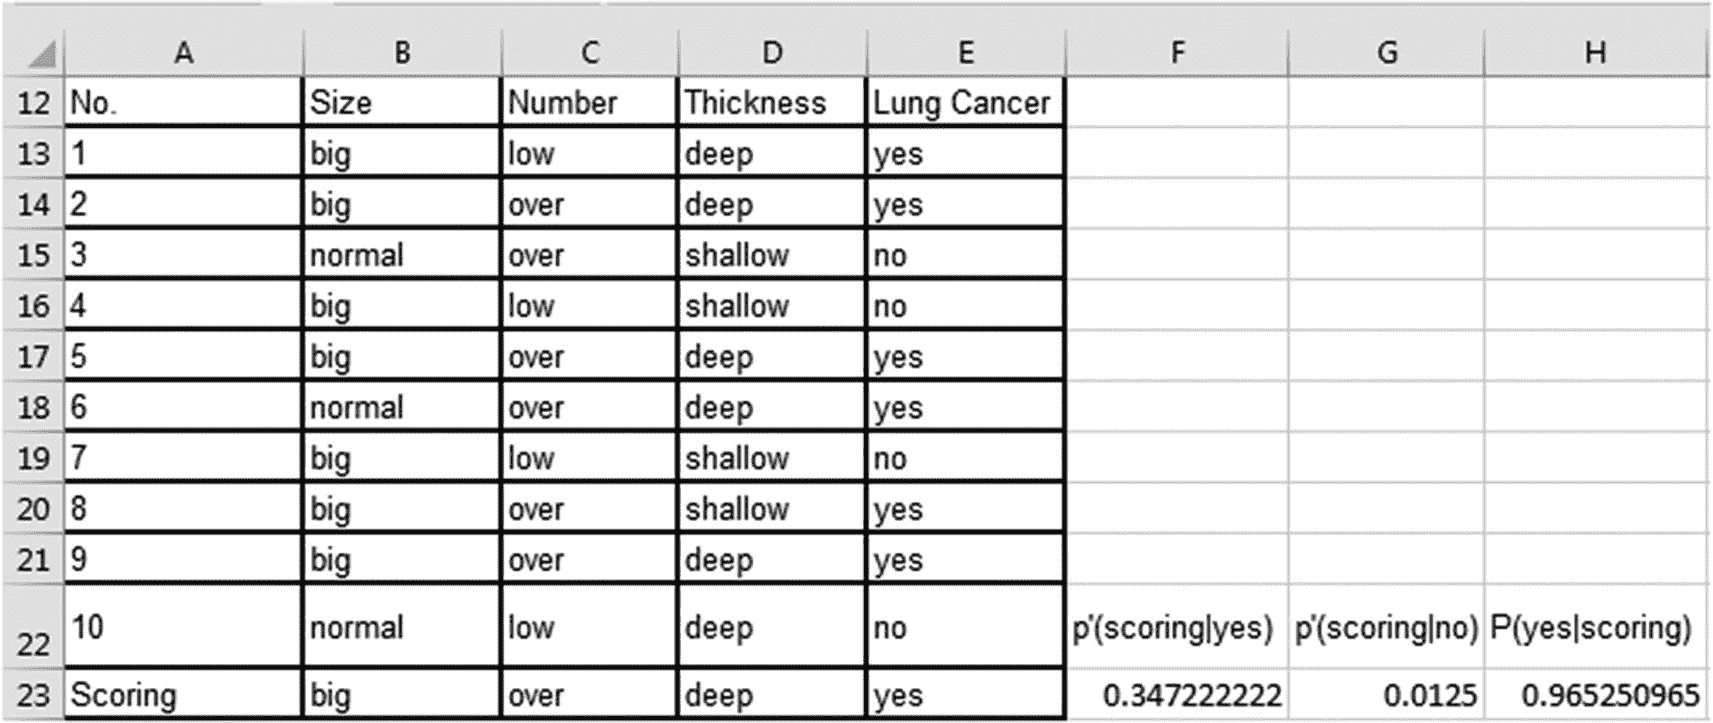 A B C D E F G H
12 No. Size Number Thickness Lung Cancer
13 1 big low deep yes
14 2 big over deep yes
15 3 normal over shallow no
16 4 big low shallow no
17 5 big over deep yes
18 6 normal over deep yes
19 7 big low shallow no
20 8 big over shallow yes
21 9 big over deep yes
22 10 normal low deep no p'(scoring|yes) p'(scoring|no) P(yes|scoring)
23 Scoring big over deep yes 0.347222222 0.0125 0.965250965